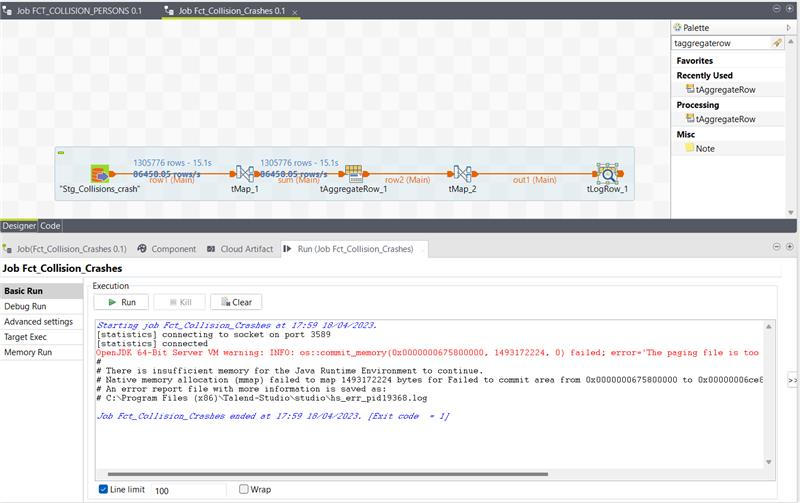 Job FCT_COLLISION_PERSONS 0.1
Job Fct_Collision_Crashes 0.1
Palette
taggregaterow
Favorites
Recently Used
tAggregateRow
Processing
tAggregateRow
Misc
Note
1305776 rows - 15.1s
1305776 rows - 15.1s
86458.05 rows/s
86458.05 rows/s
row1 (Main)
sum (Main)
row2 (Main)
out1 (Main)
"Stg_Collisions_crash"
tMap_1
tAggregateRow_1
tMap_2
tLogRow_1
Designer Code
Job(Fct_Collision_Crashes 0.1)
Component
Cloud Artifact
Run (Job Fct_Collision_Crashes)
Job Fct_Collision_Crashes
Basic Run
Debug Run
Advanced settings
Target Exec
Memory Run
Execution
Run
Kill
Clear
Starting job Fct_Collision_Crashes at 17:59 18/04/2023.
[statistics] connecting to socket on port 3589
[statistics] connected
OpenJDK 64-Bit Server VM warning: INFO: os::commit_memory(0x0000000675800000, 1493172224, 0) failed; error='The paging file is too
#
# There is insufficient memory for the Java Runtime Environment to continue.
# Native memory allocation (mmap) failed to map 1493172224 bytes for Failed to commit area from 0x0000000675800000 to 0x00000006ce8
# An error report file with more information is saved as:
# C:\Program Files (x86)\Talend-Studio\studio\hs_err_pid19368.log
Job Fct_Collision_Crashes ended at 17:59 18/04/2023. [Exit code  = 1]
>>
Line limit
100
Wrap